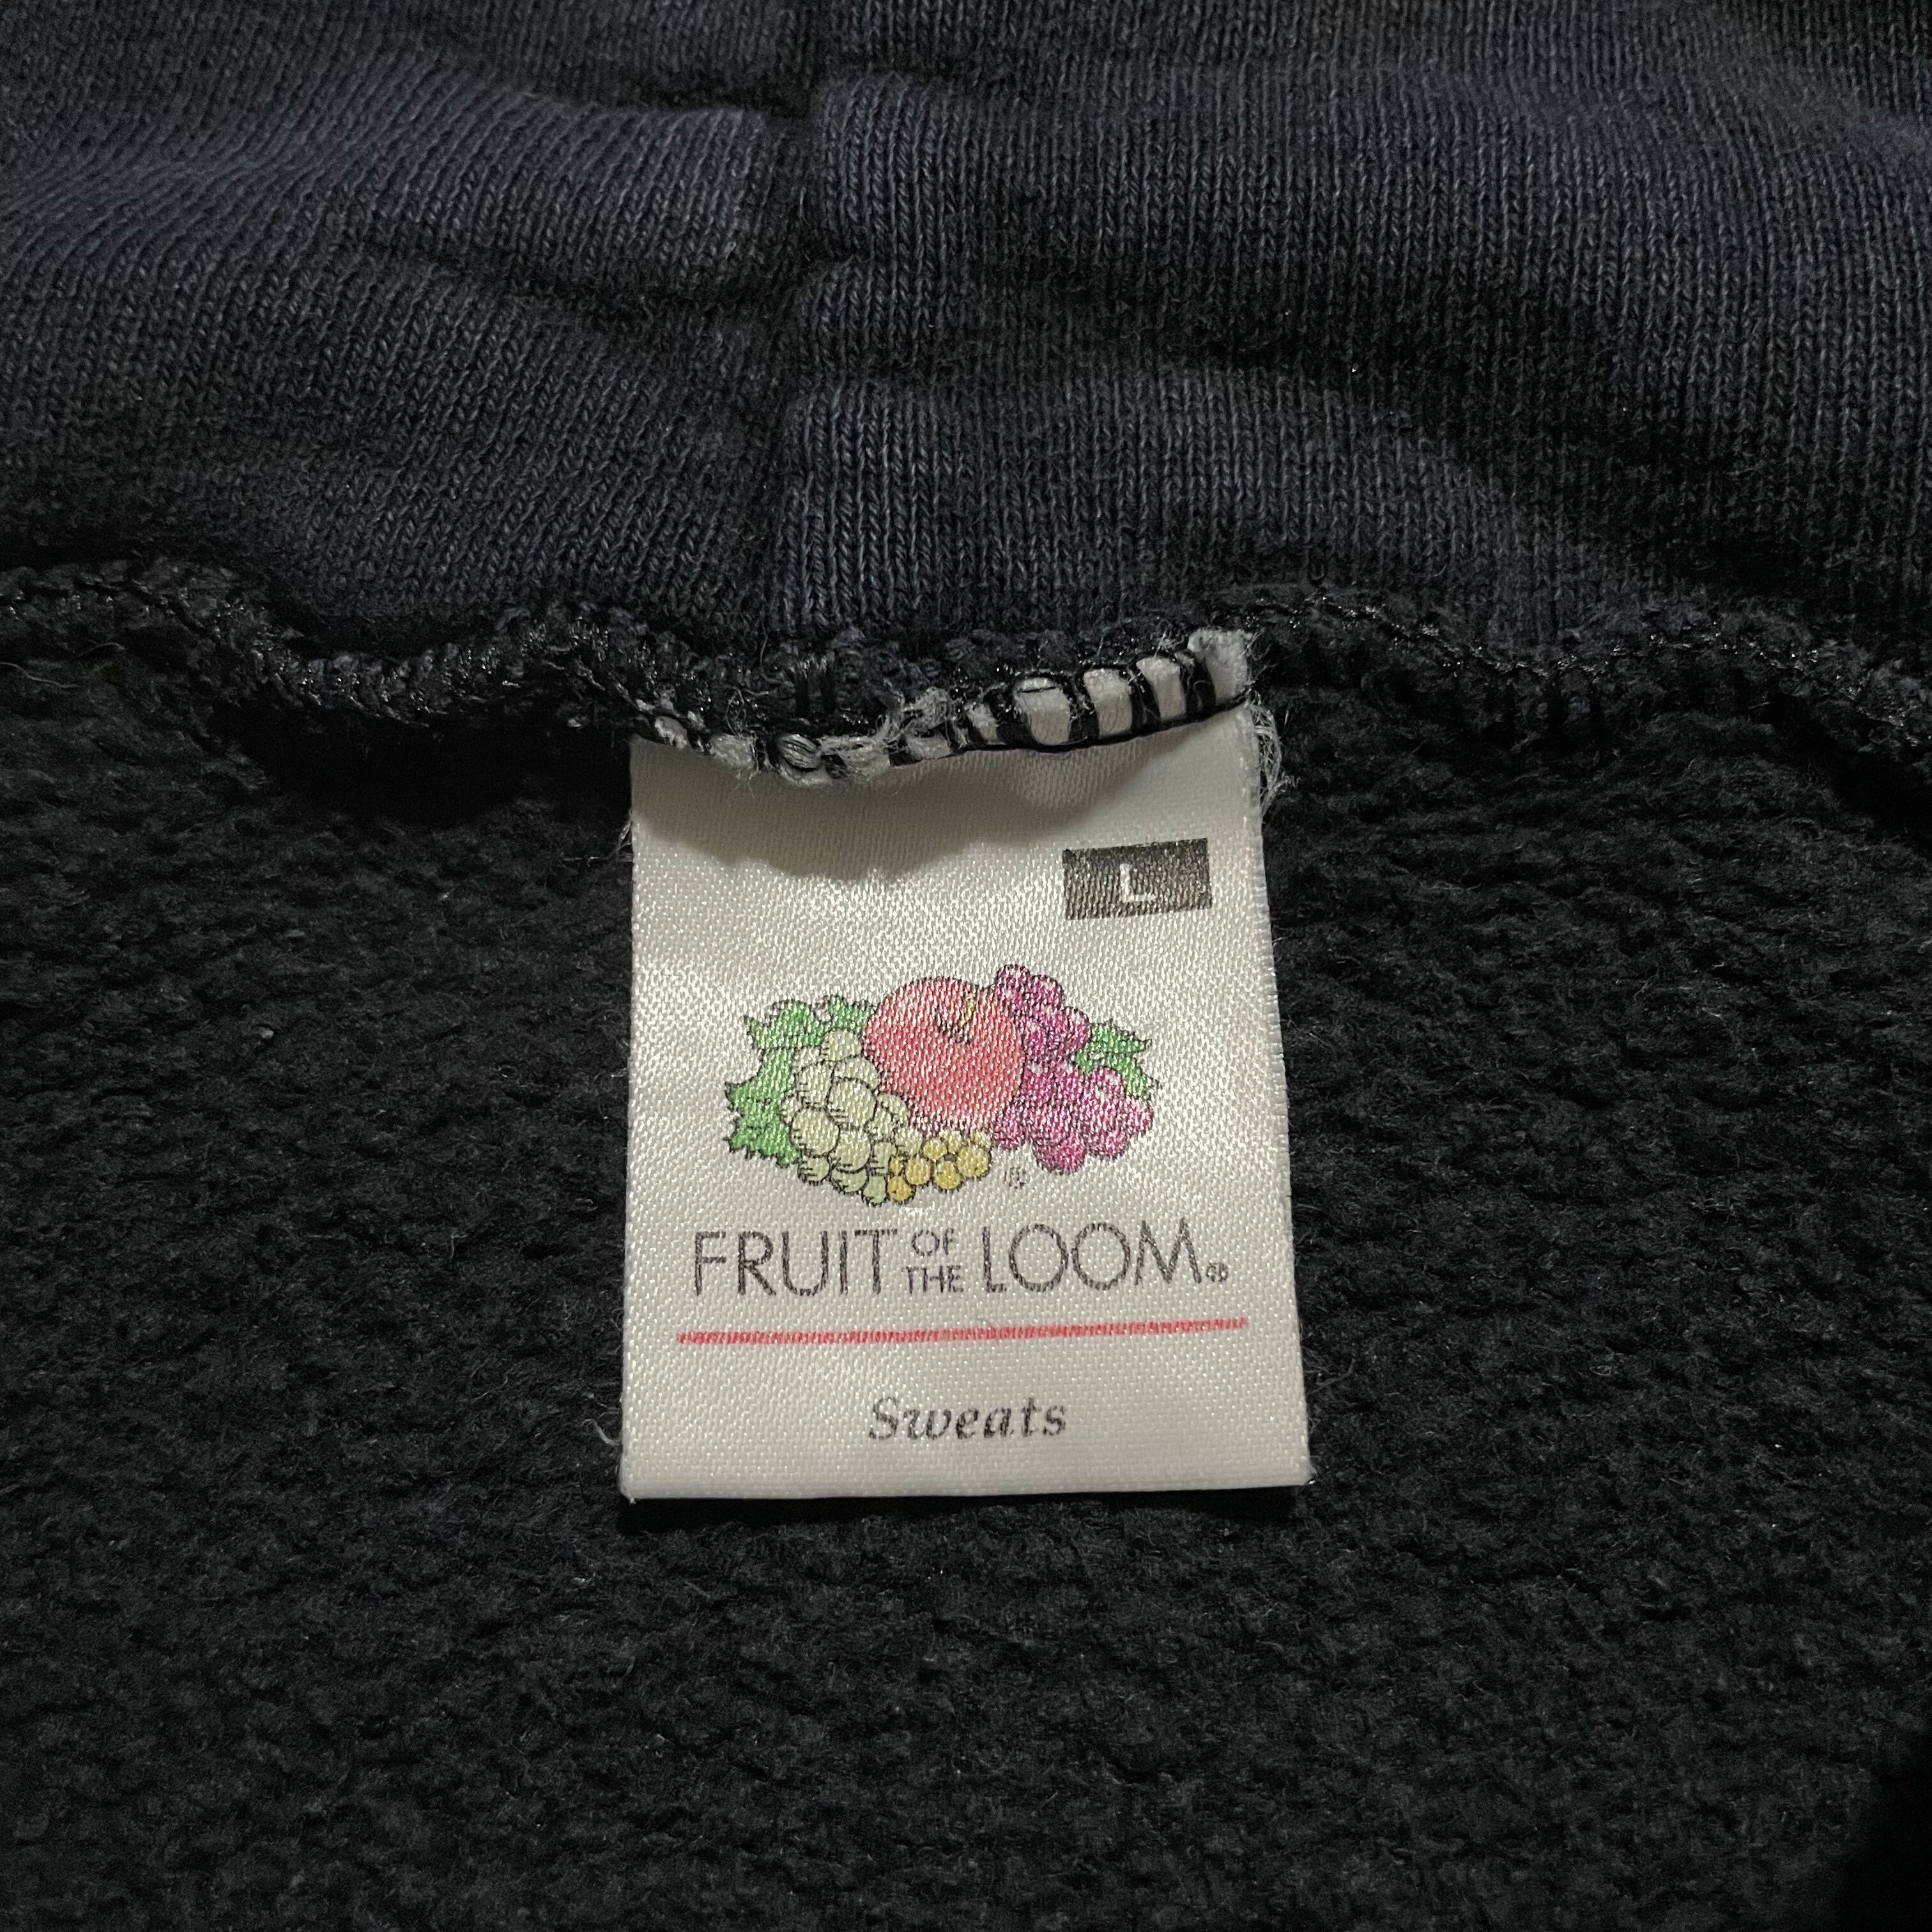 L
®
FRUIT OF THE LOOM®
Sweats